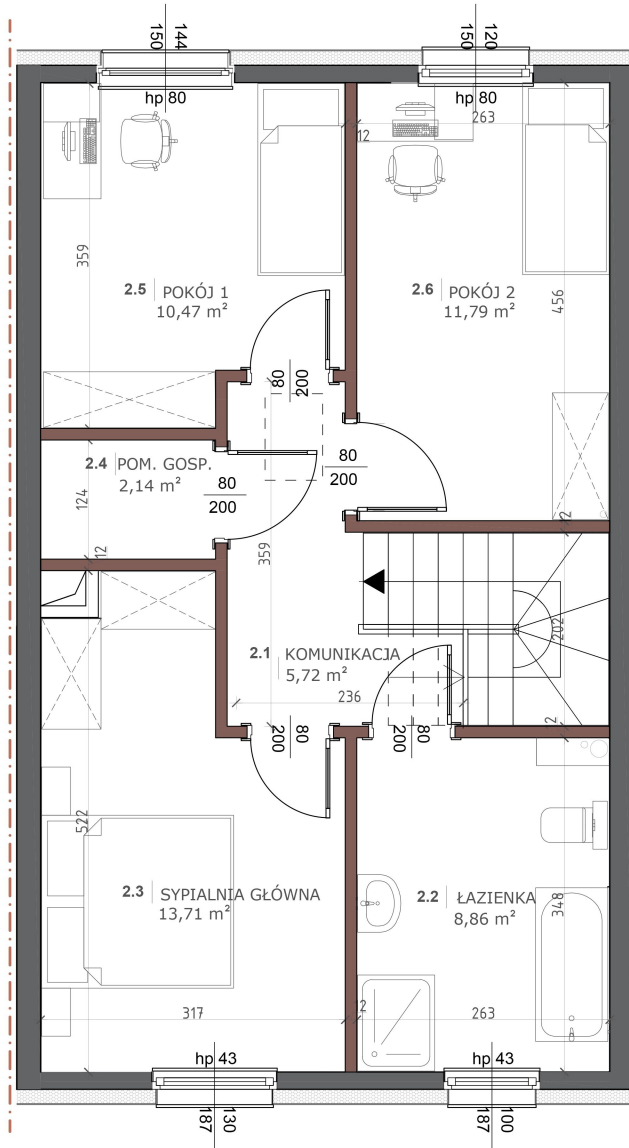 144
150
hp 80
120
150
hp 80
263
12
359
2.5 POKÓJ 1
10,47 m²
2.6 POKÓJ 2
11,79 m²
456
80
200
2.4 POM. GOSP.
2,14 m²
80
200
80
200
124
12
359
12
202
2.1 KOMUNIKACJA
5,72 m²
236
80
200
80
200
12
522
2.3 SYPIALNIA GŁÓWNA
13,71 m²
2.2 ŁAZIENKA
8,86 m²
348
317
12
263
hp 43
130
187
hp 43
100
187